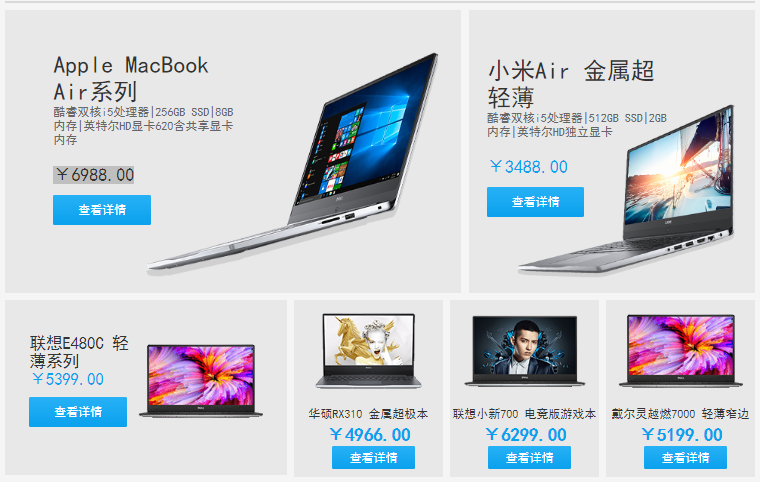 Apple MacBook
Air系列
酷睿双核i5处理器|256GB SSD|8GB
内存|英特尔HD显卡620含共享显卡
内存
￥6988.00
查看详情
小米Air 金属超
轻薄
酷睿双核i5处理器|512GB SSD|2GB
内存|英特尔HD独立显卡
￥3488.00
查看详情
联想E480C 轻
薄系列
￥5399.00
查看详情
华硕RX310 金属超极本
￥4966.00
查看详情
联想小新700 电竞版游戏本
￥6299.00
查看详情
戴尔灵越燃7000 轻薄窄边
￥5199.00
查看详情